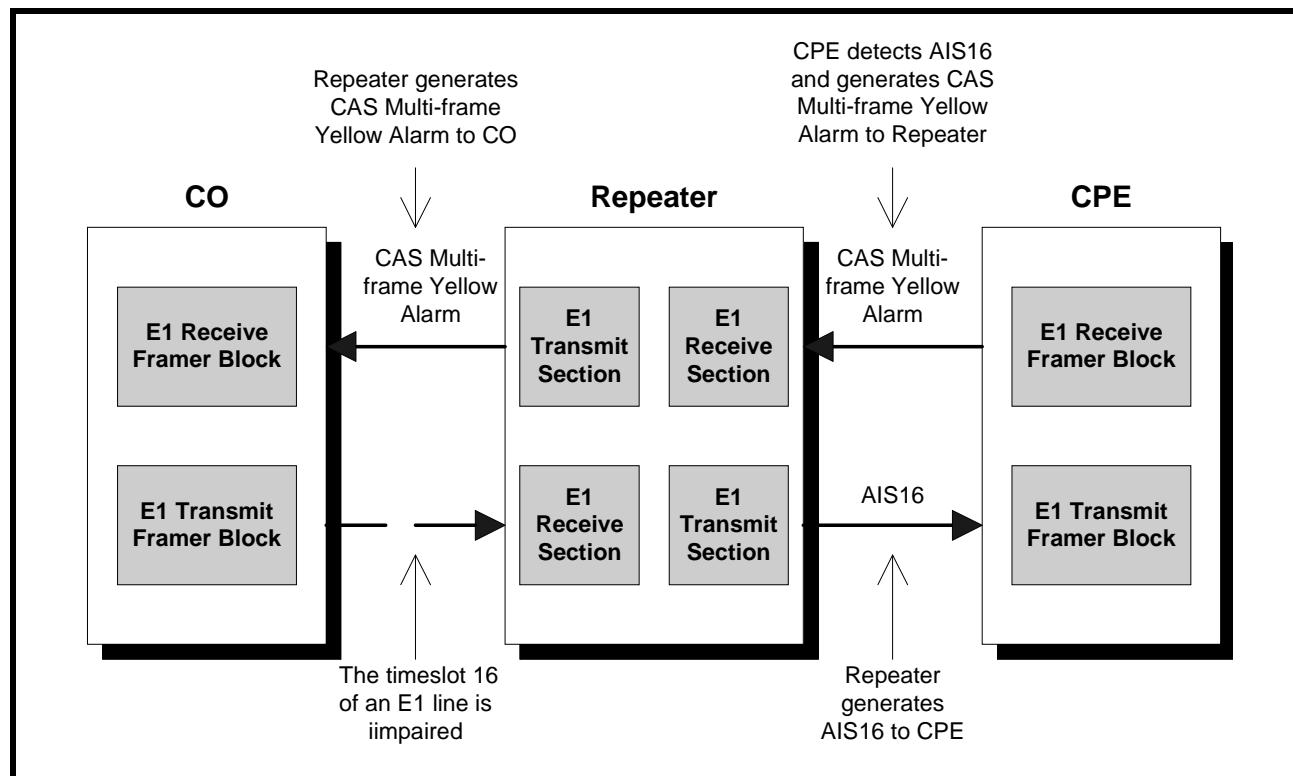 Repeater generates
CAS Multi-frame
Yellow Alarm to CO
CPE detects AIS16
and generates CAS
Multi-frame Yellow
Alarm to Repeater
CO
Repeater
CPE
CAS Multi-
frame Yellow
Alarm
CAS Multi-
frame Yellow
Alarm
E1 Receive
Framer Block
E1
Transmit
Section
E1
Receive
Section
E1 Receive
Framer Block
E1 Transmit
Framer Block
E1
Receive
Section
E1
Transmit
Section
AIS16
E1 Transmit
Framer Block
The timeslot 16
of an E1 line is
iimpaired
Repeater
generates
AIS16 to CPE